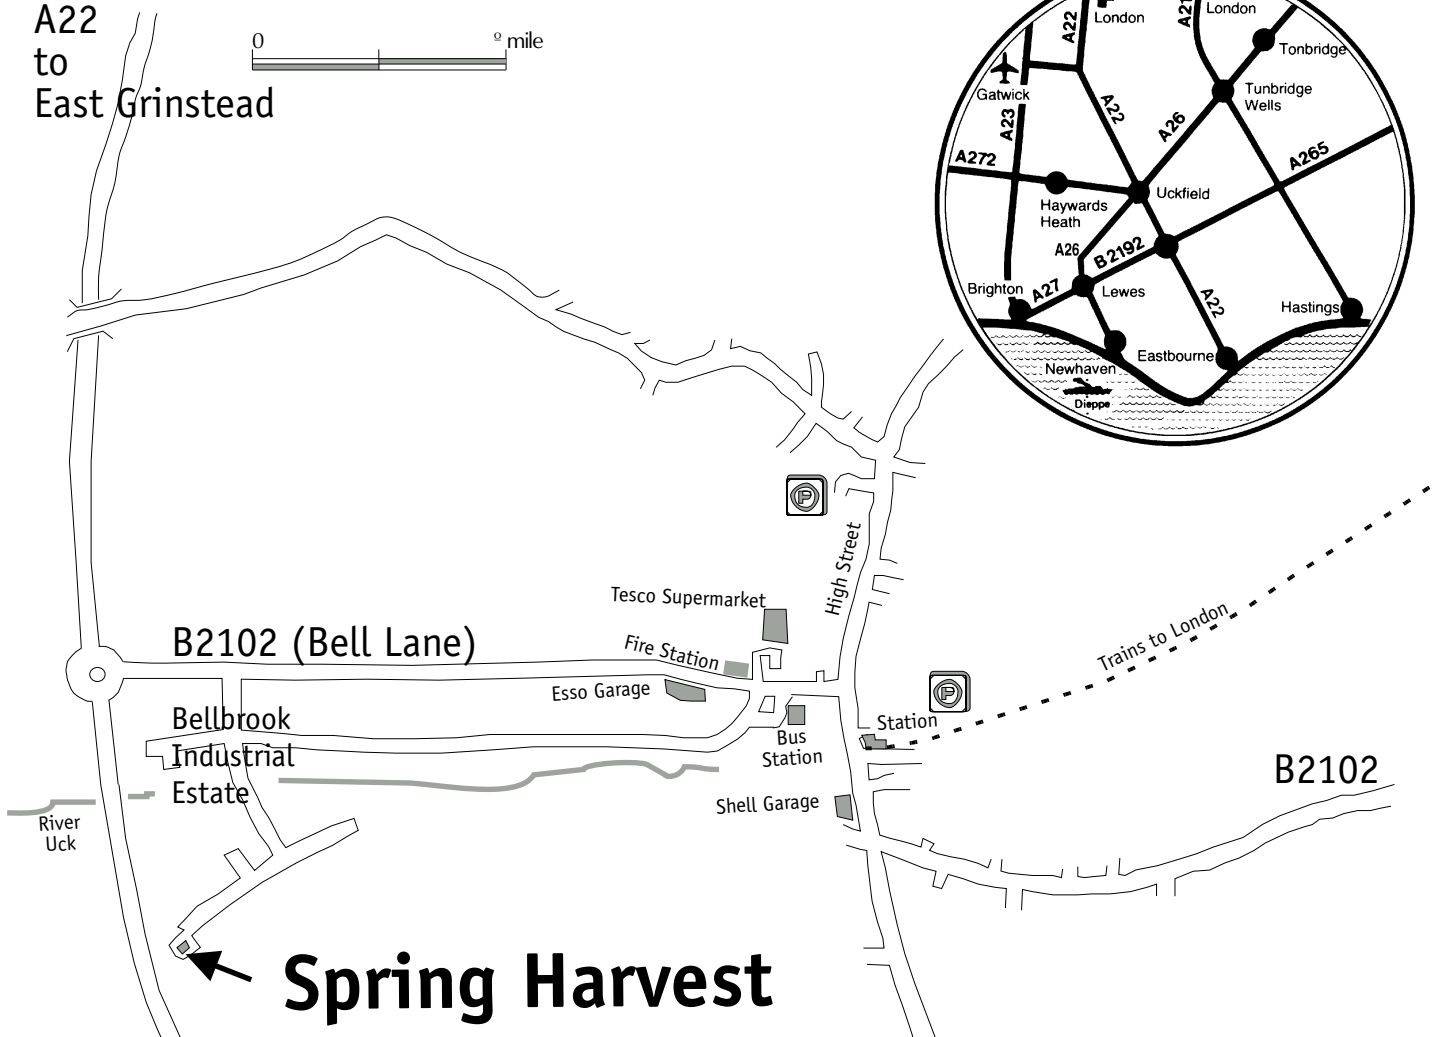 A22
to
East Grinstead
0
º mile
A22
London
A21
London
Tonbridge
Gatwick
A23
A22
A26
Tunbridge
Wells
A272
A265
Haywards
Heath
Uckfield
A26
B2192
Brighton
A27
Lewes
A22
Hastings
Eastbourne
Newhaven
Dieppe
P
High Street
Tesco Supermarket
B2102 (Bell Lane)
Fire Station
Esso Garage
Trains to London
P
Station
Bellbrook
Industrial
Estate
Bus
Station
B2102
Shell Garage
River
Uck
Spring Harvest